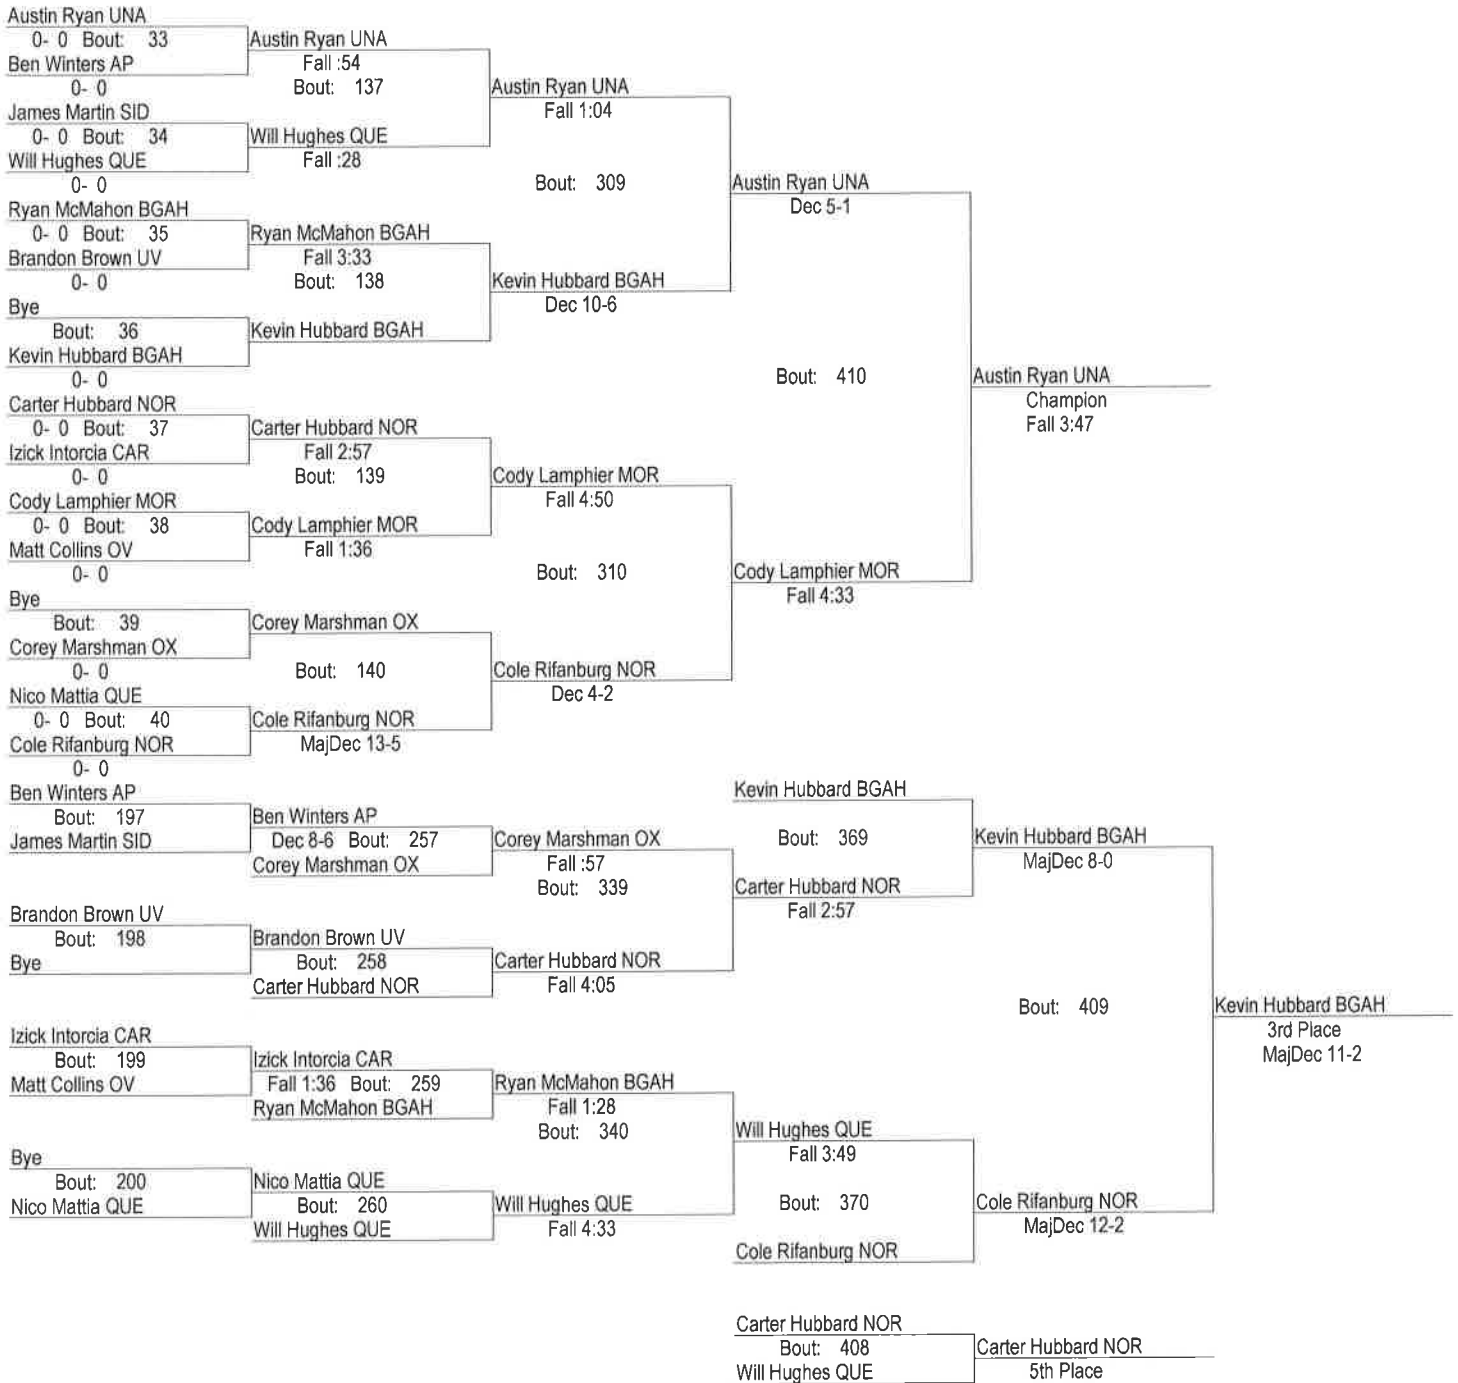 Austin Ryan UNA
0- 0 Bout: 33
Ben Winters AP
0- 0
James Martin SID
0- 0 Bout: 34
Will Hughes QUE
0- 0
Ryan McMahon BGAH
0- 0 Bout: 35
Brandon Brown UV
0- 0
Bye
Bout: 36
Kevin Hubbard BGAH
0- 0
Carter Hubbard NOR
0- 0 Bout: 37
Izick Intorcia CAR
0- 0
Cody Lamphier MOR
0- 0 Bout: 38
Matt Collins OV
0- 0
Bye
Bout: 39
Corey Marshman OX
0- 0
Nico Mattia QUE
0- 0 Bout: 40
Cole Rifanburg NOR
0- 0
Austin Ryan UNA
Fall :54
Bout: 137
Will Hughes QUE
Fall :28
Ryan McMahon BGAH
Fall 3:33
Bout: 138
Kevin Hubbard BGAH
Carter Hubbard NOR
Fall 2:57
Bout: 139
Cody Lamphier MOR
Fall 1:36
Corey Marshman OX
Bout: 140
Cole Rifanburg NOR
MajDec 13-5
Austin Ryan UNA
Fall 1:04
Bout: 309
Kevin Hubbard BGAH
Dec 10-6
Cody Lamphier MOR
Fall 4:50
Bout: 310
Cole Rifanburg NOR
Dec 4-2
Austin Ryan UNA
Dec 5-1
Bout: 410
Cody Lamphier MOR
Fall 4:33
Austin Ryan UNA
Champion
Fall 3:47
Ben Winters AP
Bout: 197
James Martin SID
Brandon Brown UV
Bout: 198
Bye
Izick Intorcia CAR
Bout: 199
Matt Collins OV
Bye
Bout: 200
Nico Mattia QUE
Ben Winters AP
Dec 8-6 Bout: 257
Corey Marshman OX
Brandon Brown UV
Bout: 258
Carter Hubbard NOR
Izick Intorcia CAR
Fall 1:36 Bout: 259
Ryan McMahon BGAH
Nico Mattia QUE
Bout: 260
Will Hughes QUE
Corey Marshman OX
Fall :57
Bout: 339
Carter Hubbard NOR
Fall 4:05
Ryan McMahon BGAH
Fall 1:28
Bout: 340
Will Hughes QUE
Fall 4:33
Kevin Hubbard BGAH
Bout: 369
Carter Hubbard NOR
Fall 2:57
Will Hughes QUE
Fall 3:49
Bout: 370
Cole Rifanburg NOR
Kevin Hubbard BGAH
MajDec 8-0
Bout: 409
Cole Rifanburg NOR
MajDec 12-2
Kevin Hubbard BGAH
3rd Place
MajDec 11-2
Carter Hubbard NOR
Bout: 408
Will Hughes QUE
Carter Hubbard NOR
5th Place